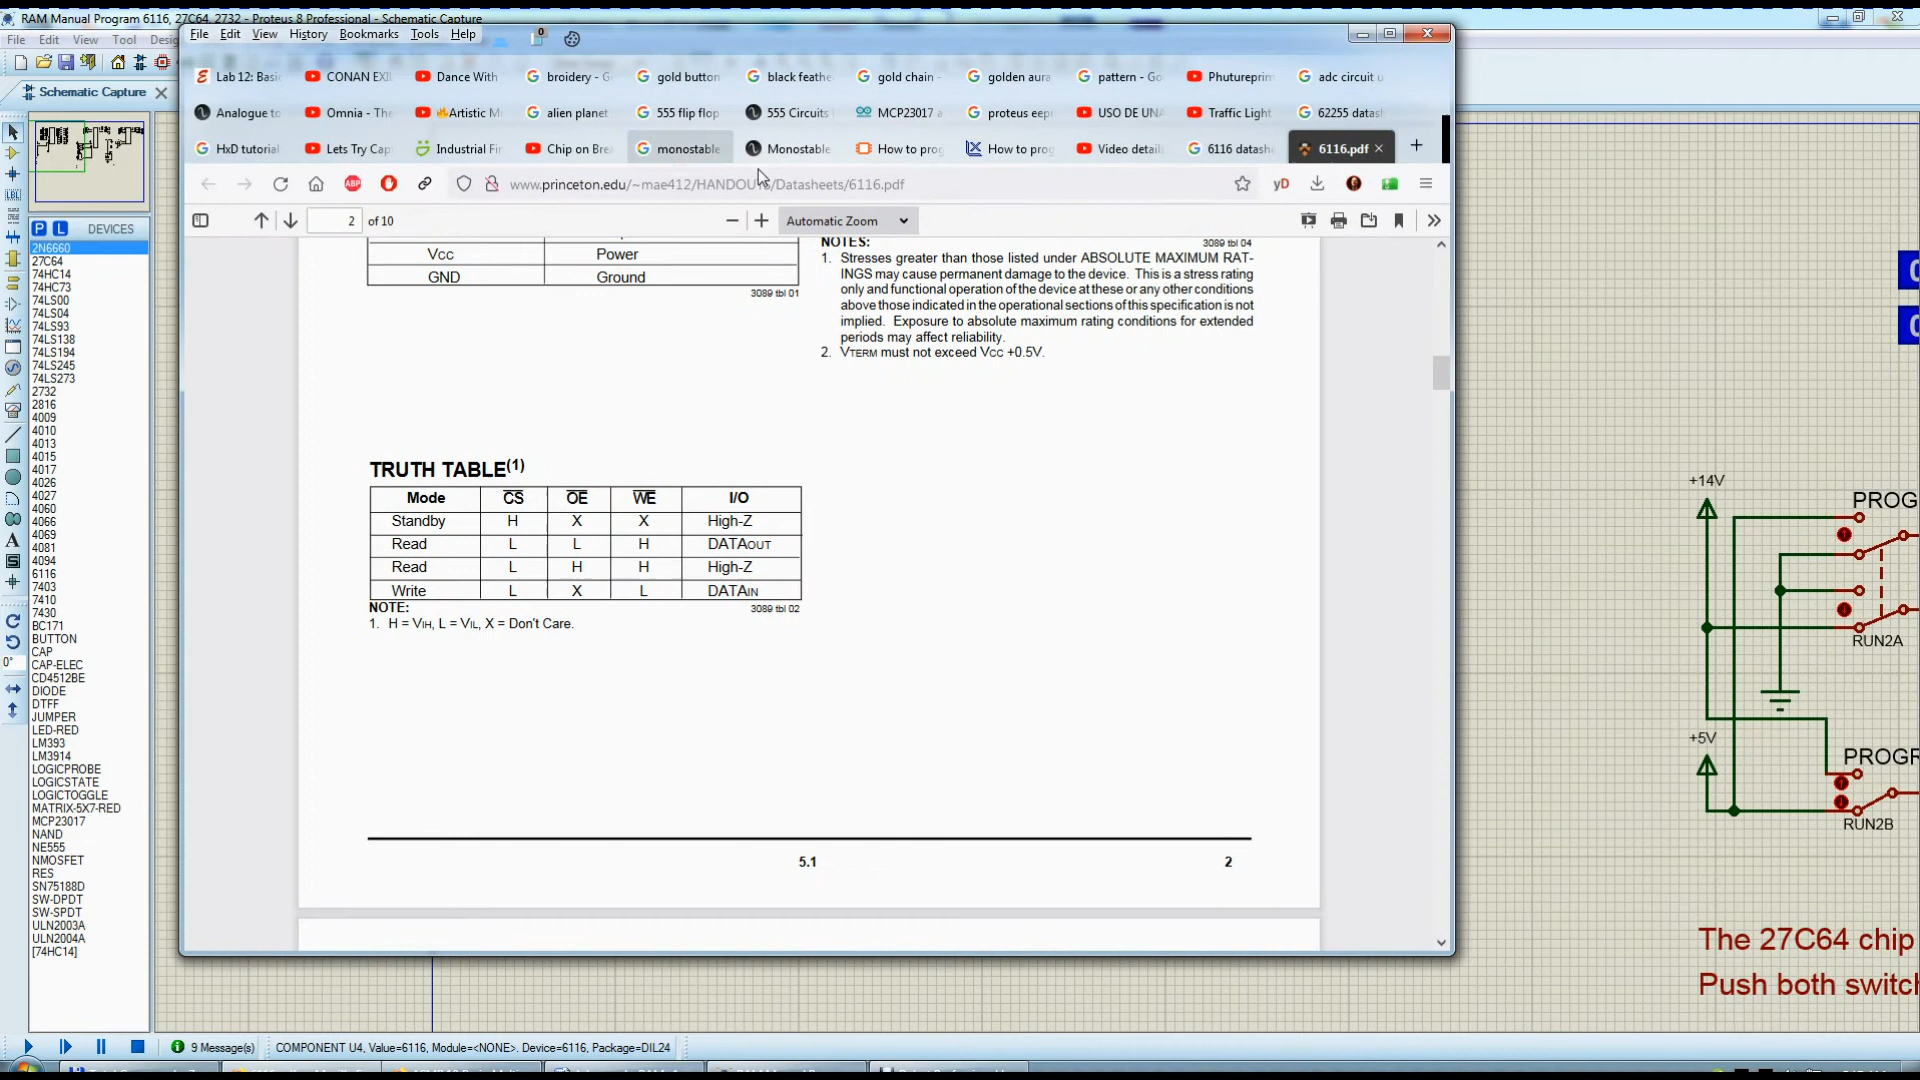 RAM Manual Program 6116, 27C64, 2732 - Proteus 8 Professional - Schematic Capture
File Edit View Tool Desig
File Edit View History Bookmarks Tools Help
Schematic Capture
Lab 12: Basi
CONAN EXI
Dance With
broidery - G
gold button
black feathe
gold chain -
golden aura
pattern - Go
Phutureprim
adc circuit u
Analogue to
Omnia - The
Artistic M
alien planet
555 flip flop
555 Circuits
MCP23017 a
proteus eep
USO DE UNA
Traffic Light
62255 datas
HxD tutorial
Lets Try Cap
Industrial Fir
Chip on Bre
monostable
Monostable
How to prog
How to prog
Video detail
6116 datash
6116.pdf
www.princeton.edu/~mae412/HANDOUTS/Datasheets/6116.pdf
2 of 10
Automatic Zoom
P L DEVICES
2N6660
27C64
74HC14
74HC73
74LS00
74LS04
74LS93
74LS138
74LS194
74LS245
74LS273
2732
2816
4009
4010
4013
4015
4017
4026
4027
4060
4066
4069
4081
4094
6116
7403
7410
7430
BC171
BUTTON
CAP
CAP-ELEC
CD4512BE
DIODE
DTFF
JUMPER
LED-RED
LM393
LM3914
LOGICPROBE
LOGICSTATE
LOGICTOGGLE
MATRIX-5X7-RED
MCP23017
NAND
NE555
NMOSFET
RES
SN75188D
SW-DPDT
SW-SPDT
ULN2003A
ULN2004A
[74HC14]
Vcc Power
GND Ground
3089 tbl 01
NOTES: 3089 tbl 04
1. Stresses greater than those listed under ABSOLUTE MAXIMUM RAT-
INGS may cause permanent damage to the device. This is a stress rating
only and functional operation of the device at these or any other conditions
above those indicated in the operational sections of this specification is not
implied. Exposure to absolute maximum rating conditions for extended
periods may affect reliability.
2. VTERM must not exceed Vcc +0.5V.
TRUTH TABLE(1)
Mode CS OE WE I/O
Standby H X X High-Z
Read L L H DATAOUT
Read L H H High-Z
Write L X L DATAIN
NOTE: 3089 tbl 02
1. H = VIH, L = VIL, X = Don't Care.
5.1 2
+14V
PROG
RUN2A
+5V
PROGR
RUN2B
The 27C64 chip
Push both switch
9 Message(s) COMPONENT U4, Value=6116, Module=<NONE>. Device=6116, Package=DIL24